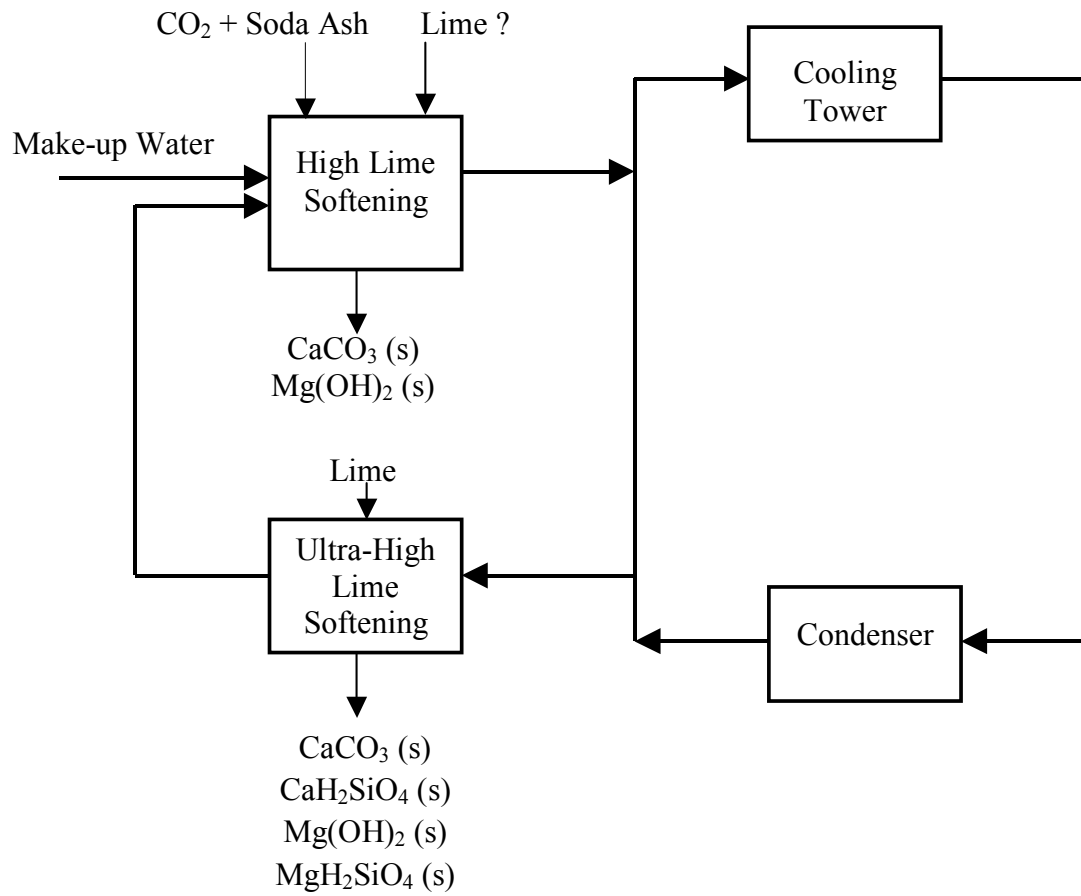 CO₂ + Soda Ash
Lime ?
Cooling
Tower
Make-up Water
High Lime
Softening
CaCO₃ (s)
Mg(OH)₂ (s)
Lime
Ultra-High
Lime
Softening
Condenser
CaCO₃ (s)
CaH₂SiO₄ (s)
Mg(OH)₂ (s)
MgH₂SiO₄ (s)